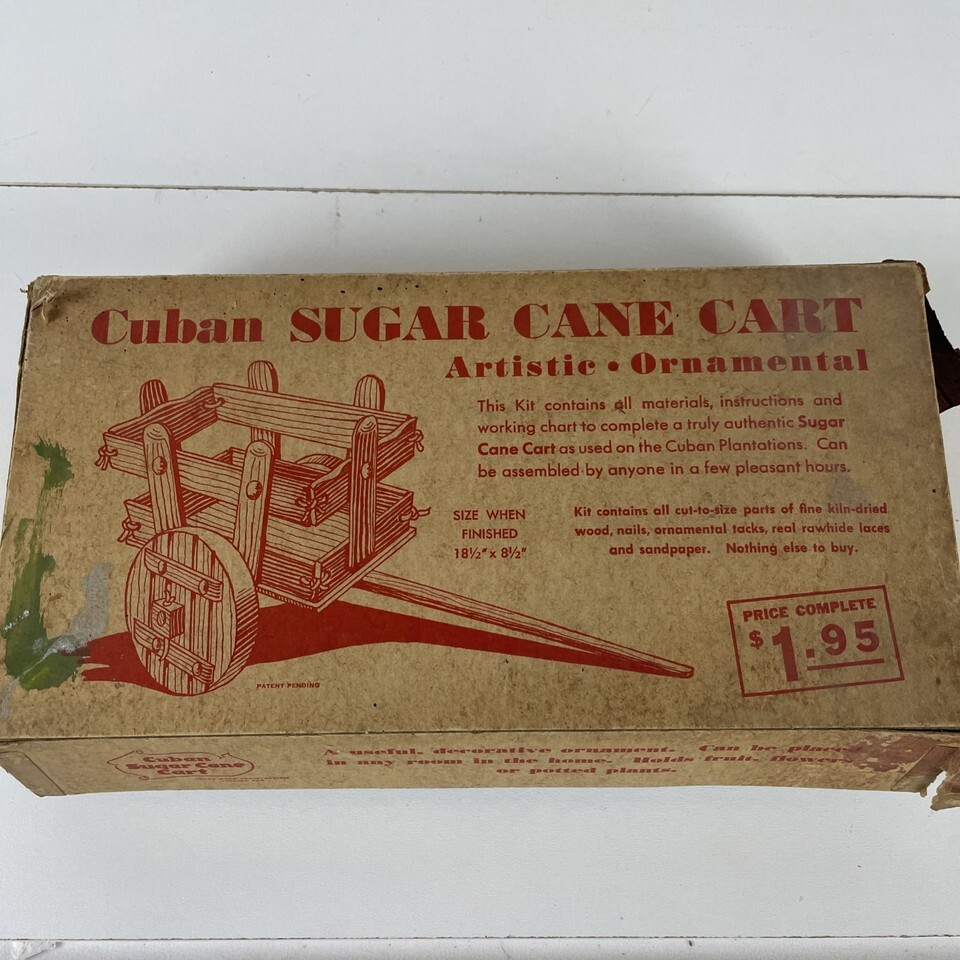 Cuban SUGAR CANE CART
Artistic • Ornamental
This Kit contains all materials, instructions and
working chart to complete a truly authentic Sugar
Cane Cart as used on the Cuban Plantations. Can
be assembled by anyone in a few pleasant hours.
SIZE WHEN
FINISHED
18½" x 8½"
Kit contains all cut-to-size parts of fine kiln-dried
wood, nails, ornamental tacks, real rawhide laces
and sandpaper. Nothing else to buy.
PRICE COMPLETE
$1.95
PATENT PENDING
Cuban
Sugar Cane
Cart
A useful, decorative ornament. Can be place
in any room in the home. Holds fruit, flowers
or potted plants.